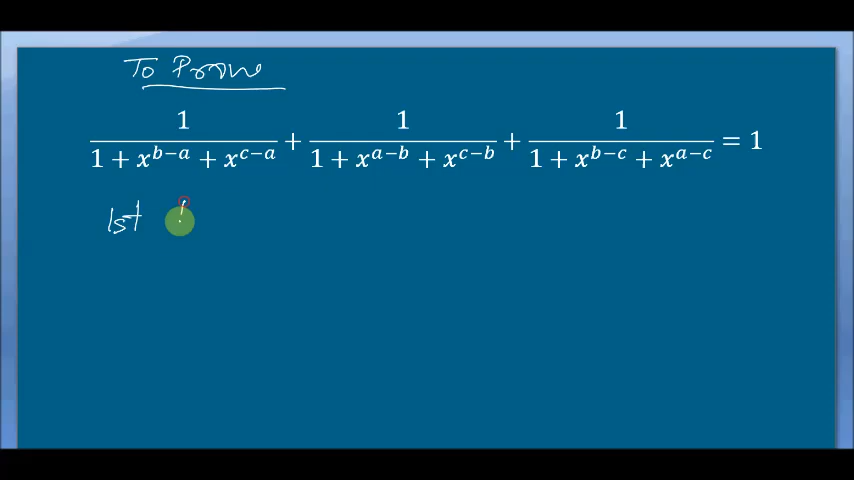 To Prove
1/(1 + x^{b−a} + x^{c−a}) + 1/(1 + x^{a−b} + x^{c−b}) + 1/(1 + x^{b−c} + x^{a−c}) = 1
1st